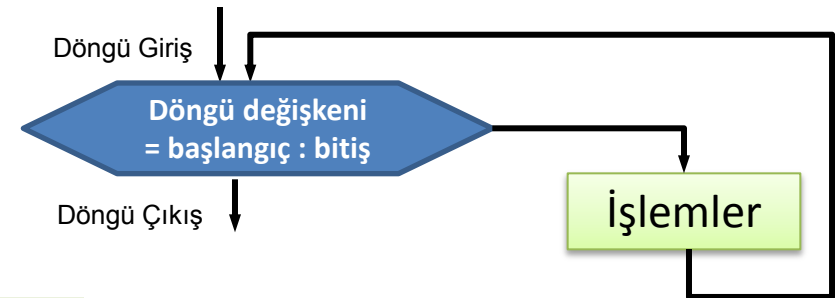 Döngü Giriş
Döngü değişkeni
= başlangıç : bitiş
Döngü Çıkış
İşlemler